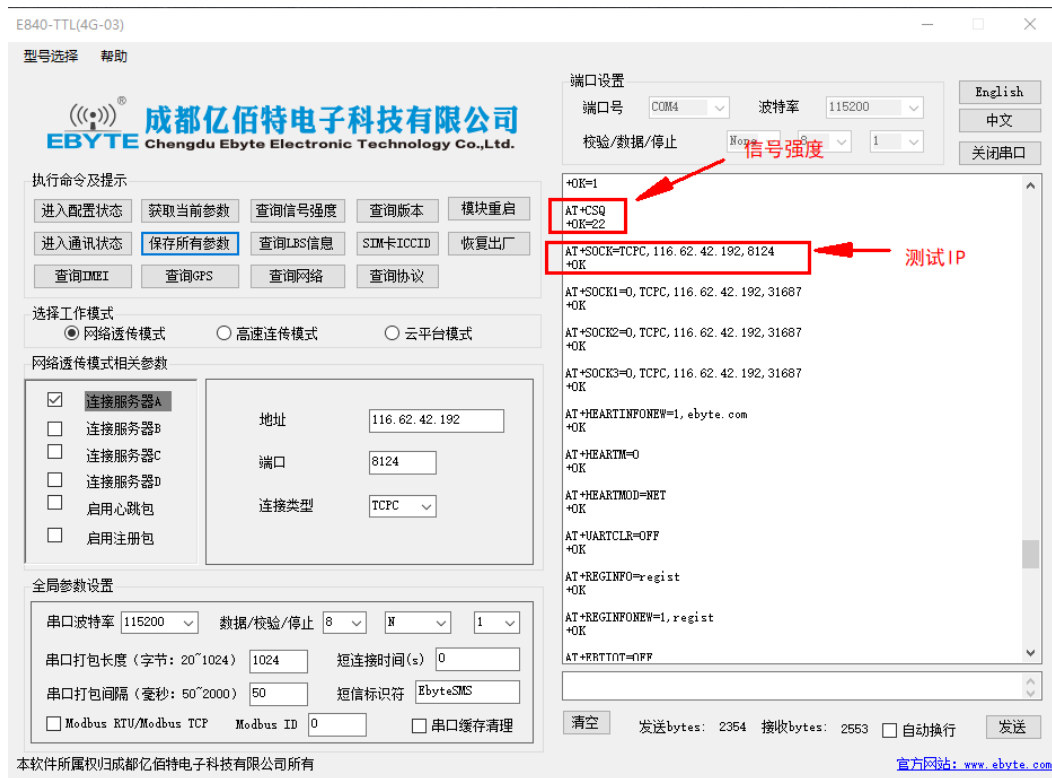 E840-TTL(4G-03)
型号选择 帮助
成都亿佰特电子科技有限公司
EBYTE Chengdu Ebyte Electronic Technology Co.,Ltd.
®
端口设置
端口号 COM4 波特率 115200
校验/数据/停止 None 8 1
English
中文
关闭串口
信号强度
执行命令及提示
进入配置状态 获取当前参数 查询信号强度 查询版本 模块重启
进入通讯状态 保存所有参数 查询LBS信息 SIM卡ICCID 恢复出厂
查询IMEI 查询GPS 查询网络 查询协议
选择工作模式
网络透传模式 高速连传模式 云平台模式
网络透传模式相关参数
连接服务器A
连接服务器B
连接服务器C
连接服务器D
启用心跳包
启用注册包
地址 116.62.42.192
端口 8124
连接类型 TCPC
全局参数设置
串口波特率 115200 数据/校验/停止 8 N 1
串口打包长度（字节：20~1024） 1024 短连接时间(s) 0
串口打包间隔（毫秒：50~2000） 50 短信标识符 EbyteSMS
Modbus RTU/Modbus TCP Modbus ID 0 串口缓存清理
+OK=1
AT+CSQ
+OK=22
AT+SOCK=TCPC,116.62.42.192,8124
+OK
测试IP
AT+SOCK1=0,TCPC,116.62.42.192,31687
+OK
AT+SOCK2=0,TCPC,116.62.42.192,31687
+OK
AT+SOCK3=0,TCPC,116.62.42.192,31687
+OK
AT+HEARTINFONEW=1,ebyte.com
+OK
AT+HEARTM=0
+OK
AT+HEARTMOD=NET
+OK
AT+UARTCLR=OFF
+OK
AT+REGINFO=regist
+OK
AT+REGINFONEW=1,regist
+OK
AT+EBTIOT=OFF
清空 发送bytes: 2354 接收bytes: 2553 自动换行 发送
本软件所属权归成都亿佰特电子科技有限公司所有
官方网站：www.ebyte.com